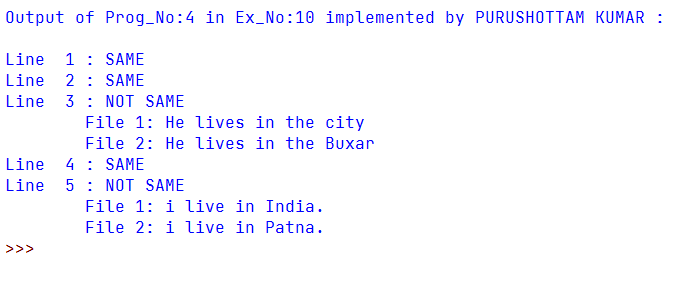 Output of Prog_No:4 in Ex_No:10 implemented by PURUSHOTTAM KUMAR :
Line  1 : SAME
Line  2 : SAME
Line  3 : NOT SAME
        File 1: He lives in the city
        File 2: He lives in the Buxar
Line  4 : SAME
Line  5 : NOT SAME
        File 1: i live in India.
        File 2: i live in Patna.
>>>